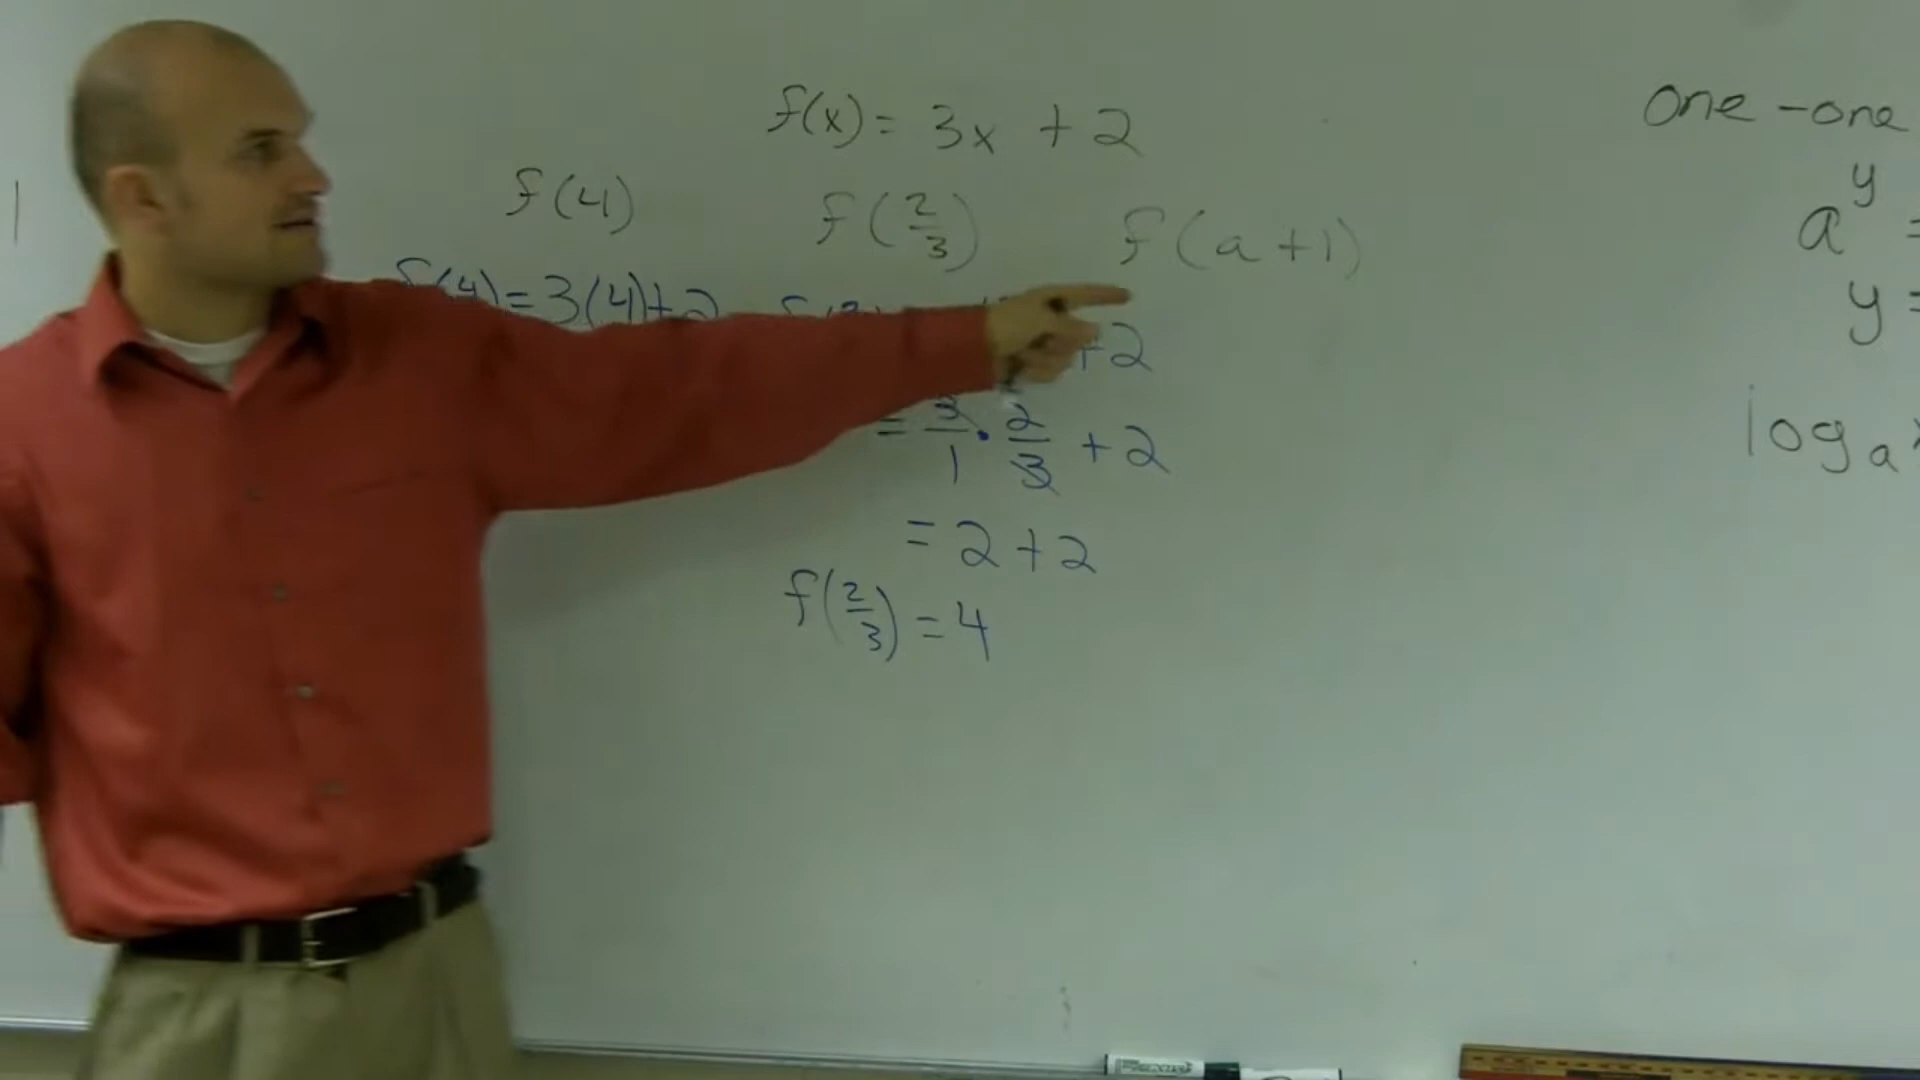 f(x) = 3x + 2
f(4)
f(2/3)
f(a+1)
f(4) = 3(4)+2
+2
= 3/1 · 2/3 + 2
= 2 + 2
f(2/3) = 4
one-one
a^y =
y =
log_a x